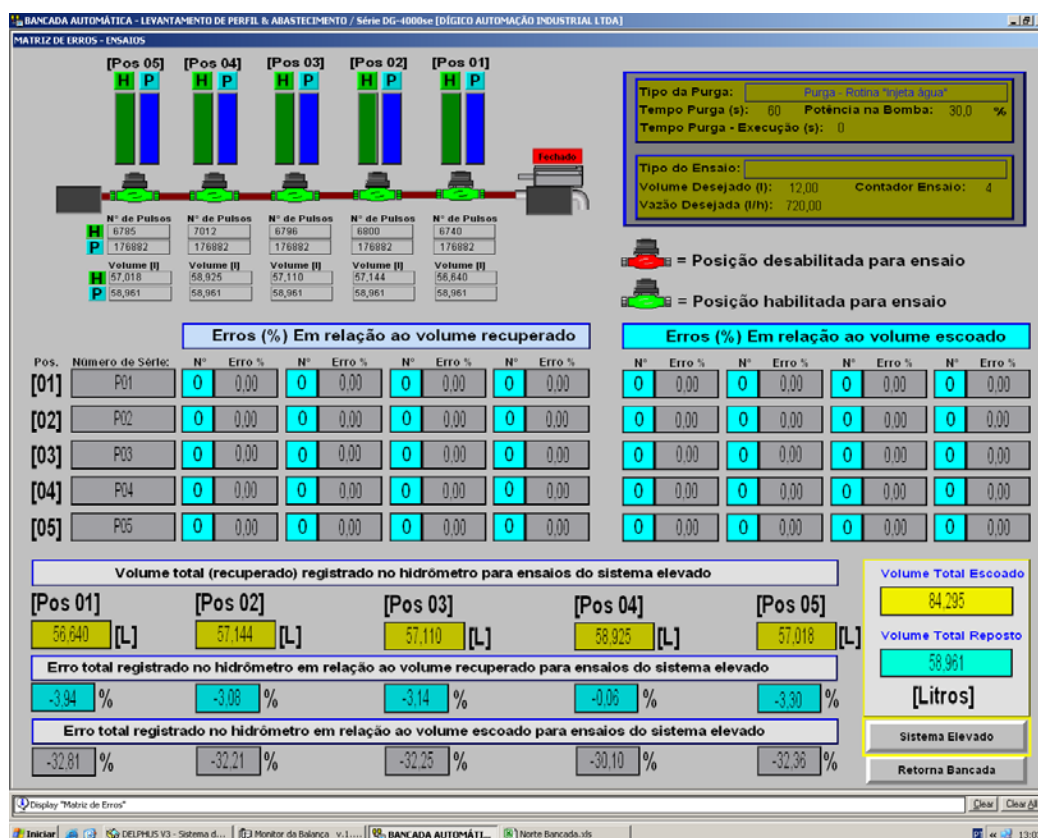 BANCADA AUTOMÁTICA - LEVANTAMENTO DE PERFIL & ABASTECIMENTO / Série DG-4000se [DÍGICO AUTOMAÇÃO INDUSTRIAL LTDA]
MATRIZ DE ERROS - ENSAIOS
[Pos 05] [Pos 04] [Pos 03] [Pos 02] [Pos 01]
H P H P H P H P H P
Fechado
Tipo da Purga: Purga - Rotina "Injeta água"
Tempo Purga (s): 60 Potência na Bomba: 30,0 %
Tempo Purga - Execução (s): 0
Tipo do Ensaio:
Volume Desejado (l): 12,00 Contador Ensaio: 4
Vazão Desejada (l/h): 720,00
Nº de Pulsos Nº de Pulsos Nº de Pulsos Nº de Pulsos Nº de Pulsos
H 6785 7012 6796 6800 6740
P 176882 176882 176882 176882 176882
Volume [l] Volume [l] Volume [l] Volume [l] Volume [l]
H 57,018 58,925 57,110 57,144 56,640
P 58,961 58,961 58,961 58,961 58,961
= Posição desabilitada para ensaio
= Posição habilitada para ensaio
Erros (%) Em relação ao volume recuperado
Erros (%) Em relação ao volume escoado
Pos. Número de Série: Nº Erro % Nº Erro % Nº Erro % Nº Erro % Nº Erro % Nº Erro % Nº Erro % Nº Erro %
[01] P01 0 0,00 0 0,00 0 0,00 0 0,00 0 0,00 0 0,00 0 0,00 0 0,00
[02] P02 0 0,00 0 0,00 0 0,00 0 0,00 0 0,00 0 0,00 0 0,00 0 0,00
[03] P03 0 0,00 0 0,00 0 0,00 0 0,00 0 0,00 0 0,00 0 0,00 0 0,00
[04] P04 0 0,00 0 0,00 0 0,00 0 0,00 0 0,00 0 0,00 0 0,00 0 0,00
[05] P05 0 0,00 0 0,00 0 0,00 0 0,00 0 0,00 0 0,00 0 0,00 0 0,00
Volume total (recuperado) registrado no hidrômetro para ensaios do sistema elevado
[Pos 01] [Pos 02] [Pos 03] [Pos 04] [Pos 05]
56,640 [L] 57,144 [L] 57,110 [L] 58,925 [L] 57,018 [L]
Erro total registrado no hidrômetro em relação ao volume recuperado para ensaios do sistema elevado
-3,94 % -3,08 % -3,14 % -0,06 % -3,30 %
Erro total registrado no hidrômetro em relação ao volume escoado para ensaios do sistema elevado
-32,81 % -32,21 % -32,25 % -30,10 % -32,36 %
Volume Total Escoado
84,295
Volume Total Reposto
58,961
[Litros]
Sistema Elevado
Retorna Bancada
Display "Matriz de Erros"
Clear Clear All
Iniciar DELPHUS V3 - Sistema d... Monitor da Balança v.1.... BANCADA AUTOMÁTI... Norte Bancada.xls
PT «